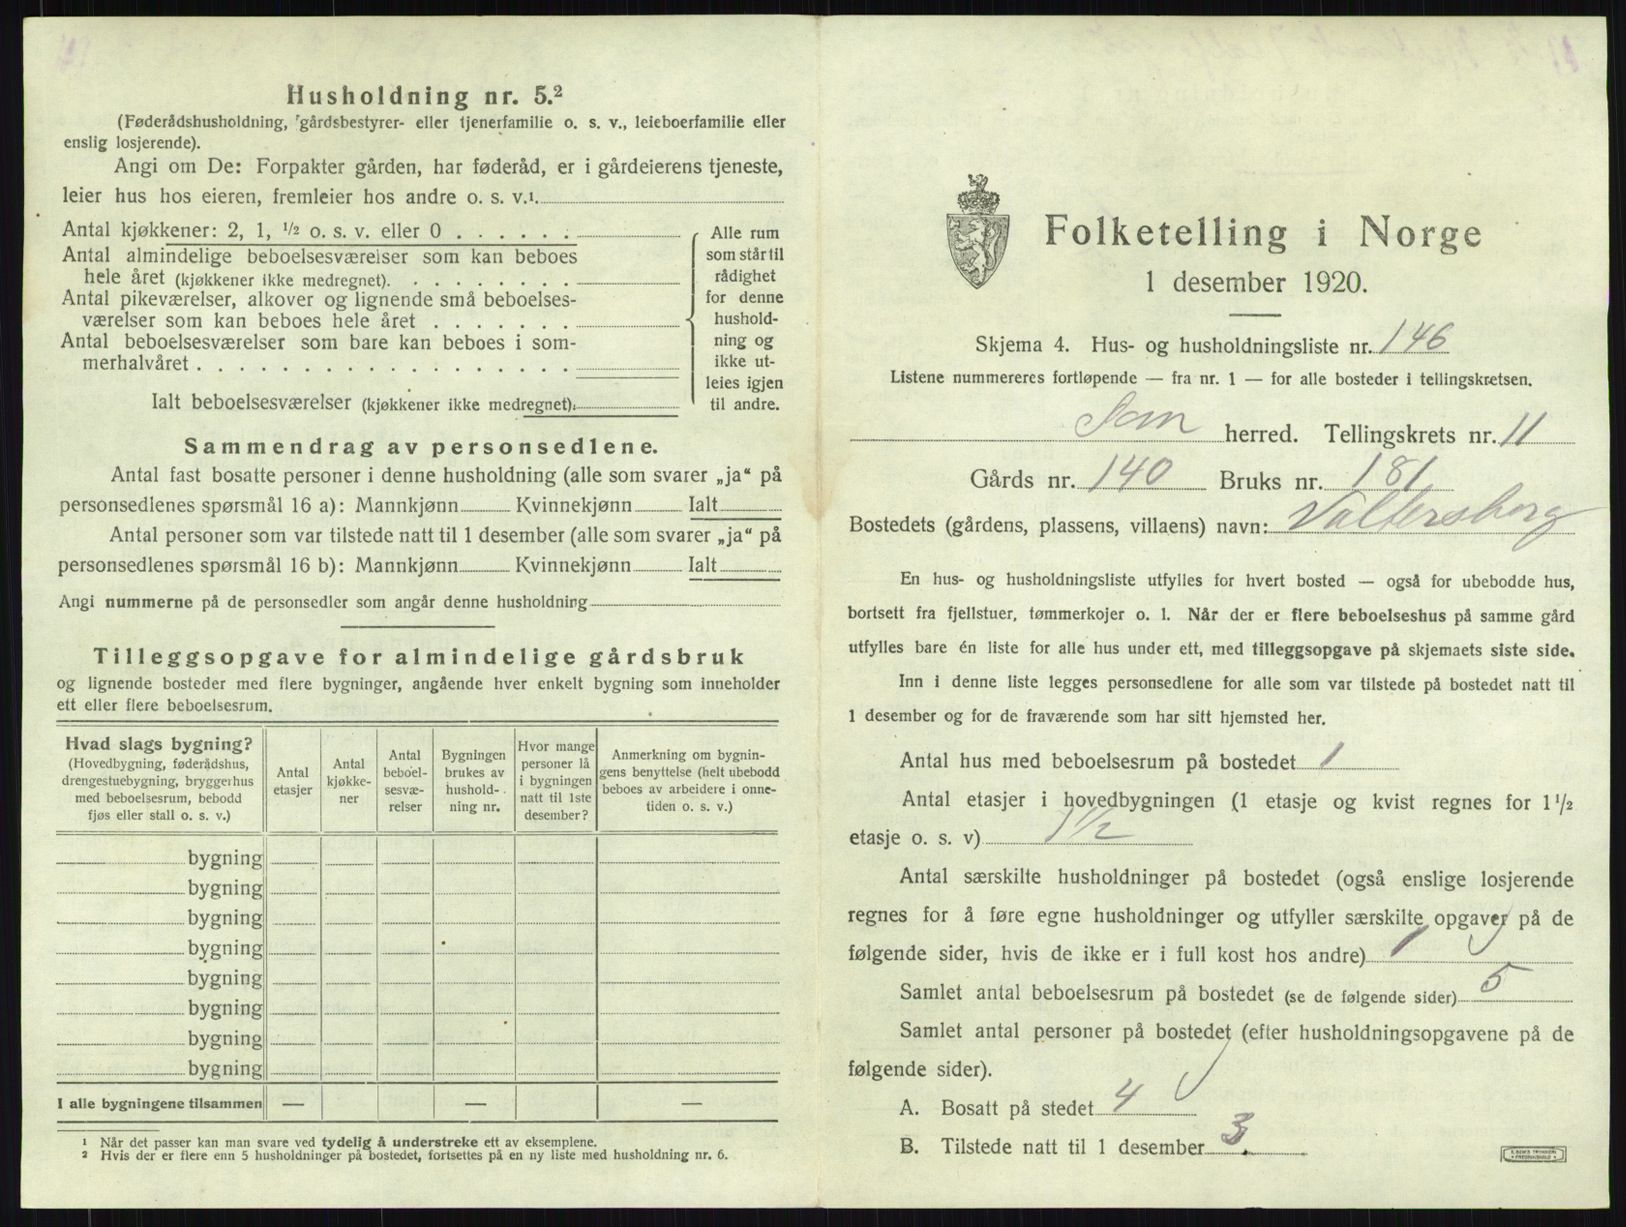 Husholdning nr. 5.²
(Føderådshusholdning, gårdsbestyrer- eller tjenerfamilie o. s. v., leieboerfamilie eller
enslig losjerende).
Angi om De: Forpakter gården, har føderåd, er i gårdeierens tjeneste,
leier hus hos eieren, fremleier hos andre o. s. v.¹.
Antal kjøkkener: 2, 1, ½ o. s. v. eller 0 . . . . . .
Antal almindelige beboelsesværelser som kan beboes
hele året (kjøkkener ikke medregnet). . . . . . . . .
Antal pikeværelser, alkover og lignende små beboelses-
værelser som kan beboes hele året . . . . . . .
Antal beboelsesværelser som bare kan beboes i som-
merhalvåret . . . . . . . . . . . . . . . . . .
Ialt beboelsesværelser (kjøkkener ikke medregnet).
Alle rum
som står til
rådighet
for denne
hushold-
ning og
ikke ut-
leies igjen
til andre.
Sammendrag av personsedlene.
Antal fast bosatte personer i denne husholdning (alle som svarer „ja“ på
personsedlenes spørsmål 16 a): Mannkjønn Kvinnekjønn Ialt
Antal personer som var tilstede natt til 1 desember (alle som svarer „ja“ på
personsedlenes spørsmål 16 b): Mannkjønn Kvinnekjønn Ialt
Angi nummerne på de personsedler som angår denne husholdning
Tilleggsopgave for almindelige gårdsbruk
og lignende bosteder med flere bygninger, angående hver enkelt bygning som inneholder
ett eller flere beboelsesrum.
Hvad slags bygning?
(Hovedbygning, føderådshus,
drengestuebygning, bryggerhus
med beboelsesrum, bebodd
fjøs eller stall o. s. v.)
Antal
etasjer
Antal
kjøkke-
ner
Antal
beboel-
sesvæ-
relser
Bygningen
brukes av
hushold-
ning nr.
Hvor mange
personer lå
i bygningen
natt til 1ste
desember?
Anmerkning om bygnin-
gens benyttelse (helt ubebodd
beboes av arbeidere i onne-
tiden o. s. v.)
bygning
bygning
bygning
bygning
bygning
bygning
bygning
bygning
I alle bygningene tilsammen — — —
¹ Når det passer kan man svare ved tydelig å understreke ett av eksemplene.
² Hvis der er flere enn 5 husholdninger på bostedet, fortsettes på en ny liste med husholdning nr. 6.
Folketelling i Norge
1 desember 1920.
Skjema 4. Hus- og husholdningsliste nr. 146
Listene nummereres fortløpende — fra nr. 1 — for alle bosteder i tellingskretsen.
herred. Tellingskrets nr. 11
Gårds nr. 140 Bruks nr. 181
Bostedets (gårdens, plassens, villaens) navn: Valtersborg
En hus- og husholdningsliste utfylles for hvert bosted — også for ubebodde hus,
bortsett fra fjellstuer, tømmerkojer o. l. Når der er flere beboelseshus på samme gård
utfylles bare én liste for alle hus under ett, med tilleggsopgave på skjemaets siste side.
Inn i denne liste legges personsedlene for alle som var tilstede på bostedet natt til
1 desember og for de fraværende som har sitt hjemsted her.
Antal hus med beboelsesrum på bostedet 1
Antal etasjer i hovedbygningen (1 etasje og kvist regnes for 1½
etasje o. s. v) 1½
Antal særskilte husholdninger på bostedet (også enslige losjerende
regnes for å føre egne husholdninger og utfyller særskilte opgaver på de
følgende sider, hvis de ikke er i full kost hos andre) 1
Samlet antal beboelsesrum på bostedet (se de følgende sider) 5
Samlet antal personer på bostedet (efter husholdningsopgavene på de
følgende sider).
A. Bosatt på stedet 4
B. Tilstede natt til 1 desember 3